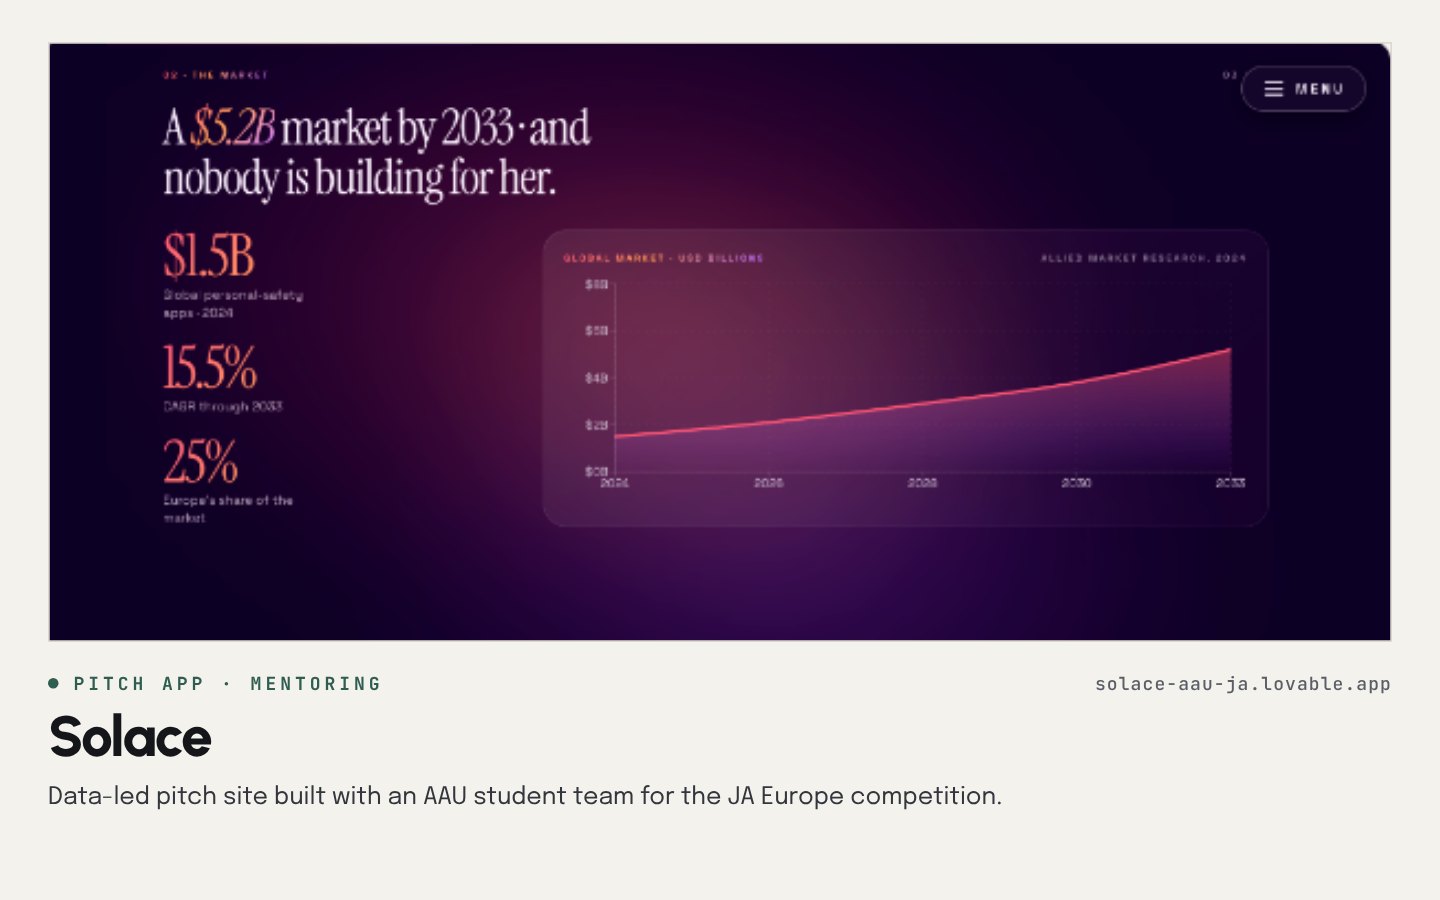 02 · THE MARKET
03
MENU
A $5.2B market by 2033 · and
nobody is building for her.
$1.5B
Global personal-safety
apps · 2024
15.5%
CAGR through 2033
25%
Europe's share of the
market
GLOBAL MARKET · USD BILLIONS
ALLIED MARKET RESEARCH, 2024
$8B
$6B
$4B
$2B
$0B
2024
2026
2028
2030
2033
PITCH APP · MENTORING
solace-aau-ja.lovable.app
Solace
Data-led pitch site built with an AAU student team for the JA Europe competition.